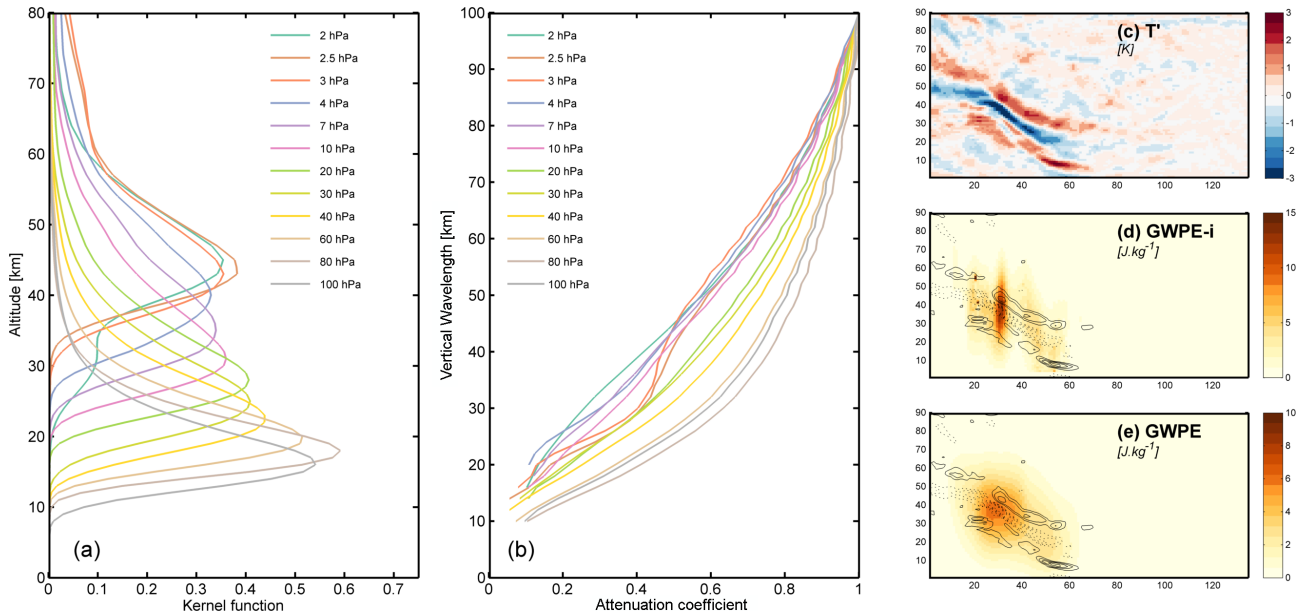 80
70
60
50
40
30
20
10
0
Altitude [km]
0
0.1
0.2
0.3
0.4
0.5
0.6
0.7
Kernel function
(a)
2 hPa
2.5 hPa
3 hPa
4 hPa
7 hPa
10 hPa
20 hPa
30 hPa
40 hPa
60 hPa
80 hPa
100 hPa
100
90
80
70
60
50
40
30
20
10
0
Vertical Wavelength [km]
0
0.2
0.4
0.6
0.8
1
Attenuation coefficient
(b)
2 hPa
2.5 hPa
3 hPa
4 hPa
7 hPa
10 hPa
20 hPa
30 hPa
40 hPa
60 hPa
80 hPa
100 hPa
(c) T'
[K]
90
80
70
60
50
40
30
20
10
20
40
60
80
100
120
3
2
1
0
-1
-2
-3
(d) GWPE-i
[J.kg⁻¹]
90
80
70
60
50
40
30
20
10
20
40
60
80
100
120
15
10
5
0
(e) GWPE
[J.kg⁻¹]
90
80
70
60
50
40
30
20
10
20
40
60
80
100
120
10
8
6
4
2
0